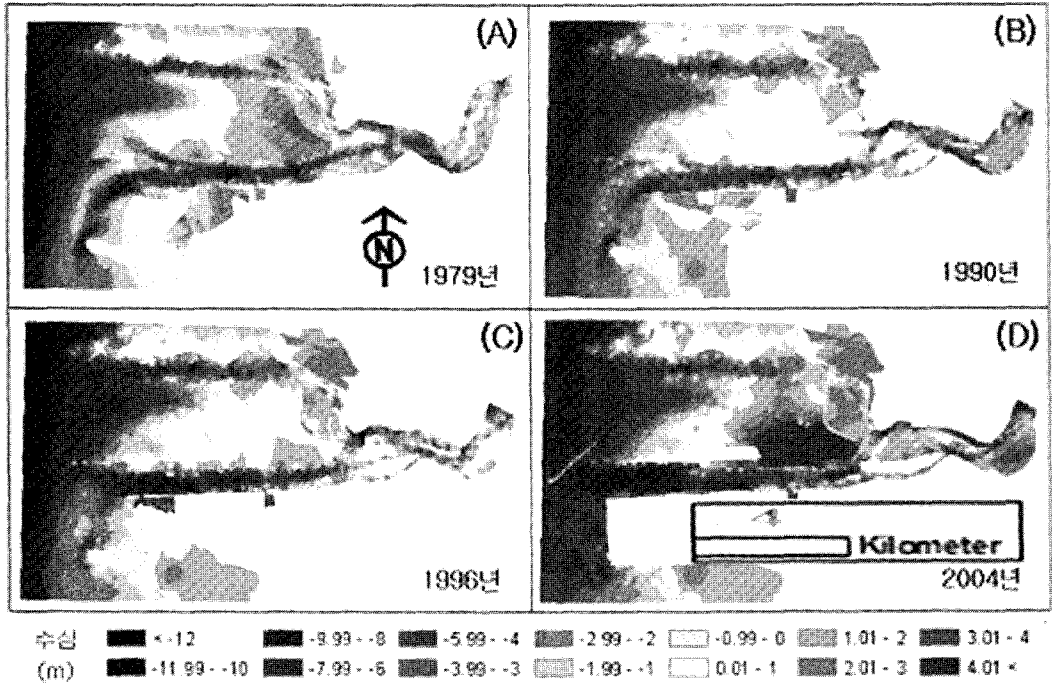 (A)
N
1979년
(B)
1990년
(C)
1996년
(D)
Kilometer
2004년
수심 < -12 -9.99 - -8 -5.99 - -4 -2.99 - -2 -0.99 - 0 1.01 - 2 3.01 - 4
(m) -11.99 - -10 -7.99 - -6 -3.99 - -3 -1.99 - -1 0.01 - 1 2.01 - 3 4.01 <